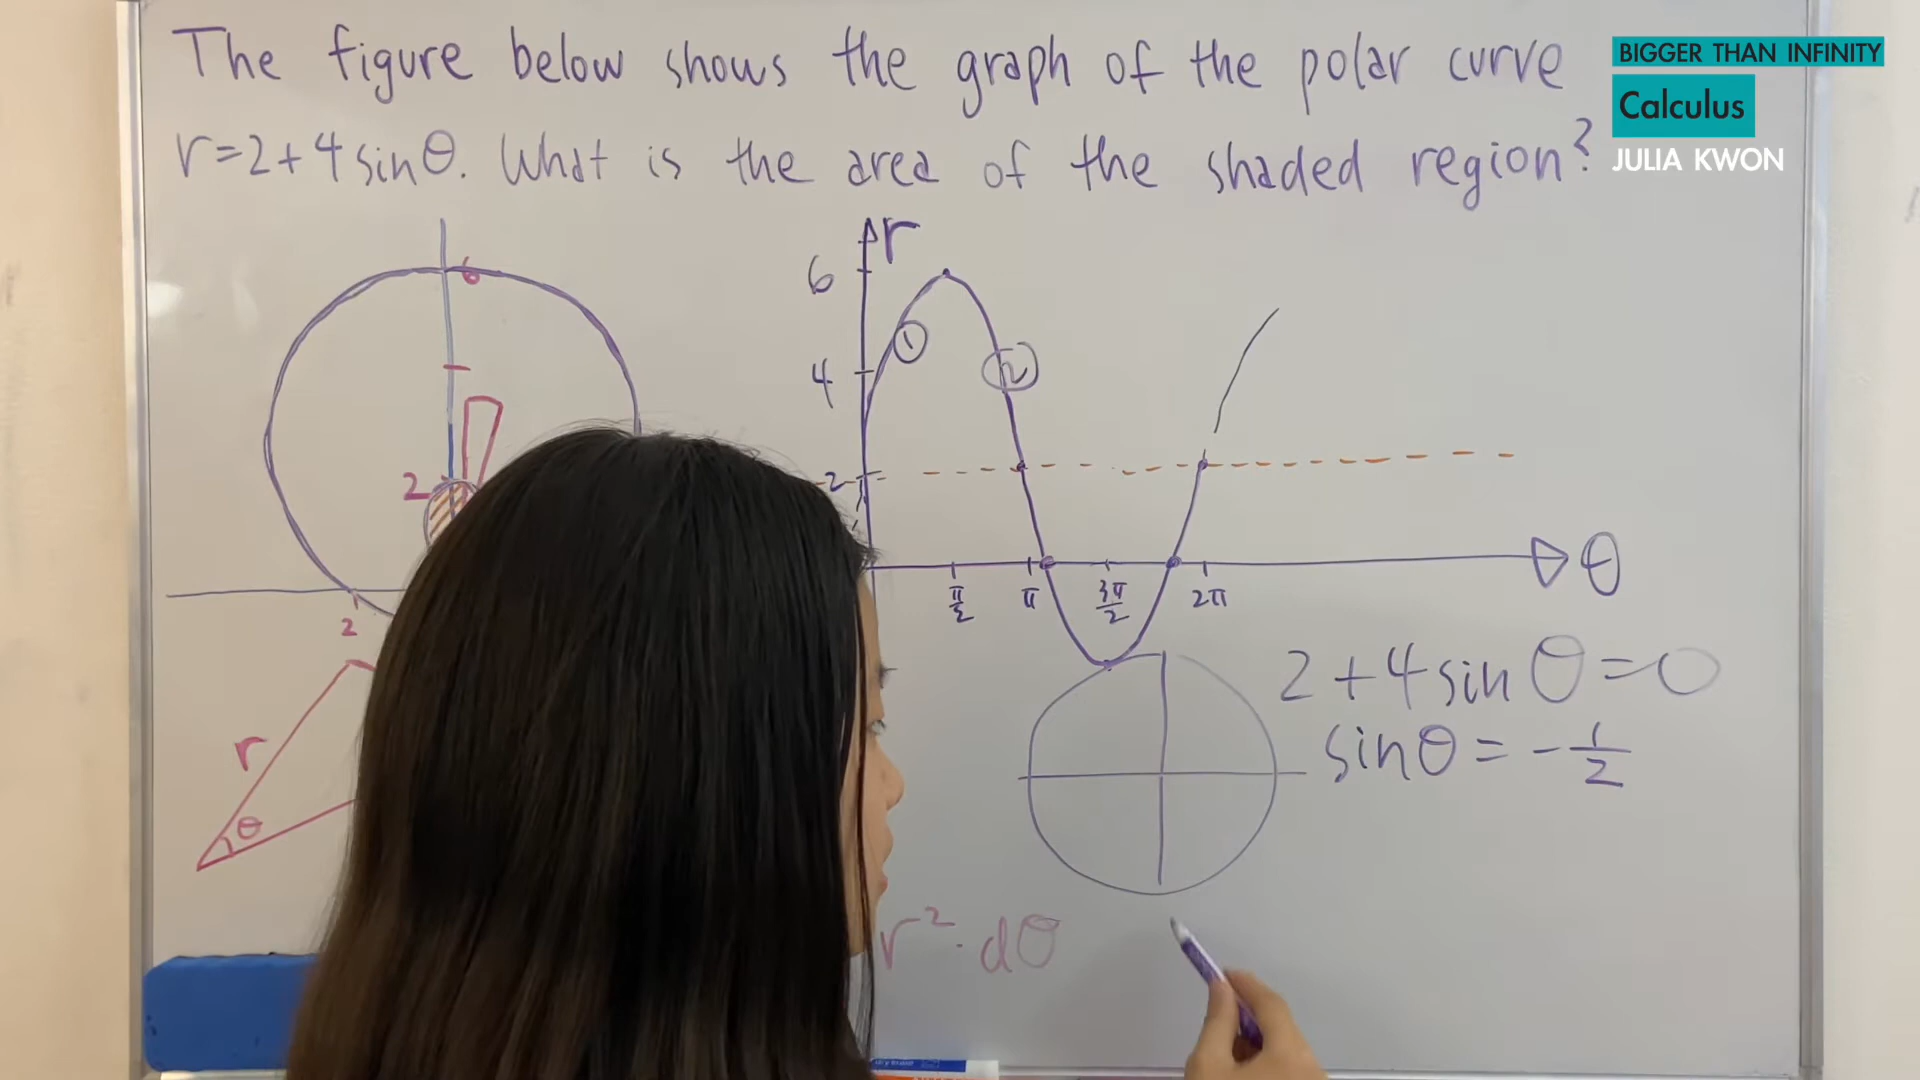 The figure below shows the graph of the polar curve
r=2+4sinθ. What is the area of the shaded region?
BIGGER THAN INFINITY
Calculus
JULIA KWON
6
2
2
r
θ
r
6
4
2
1
2
π/2 π 3π/2 2π
θ
2+4sinθ=0
sinθ=-1/2
r²·dθ